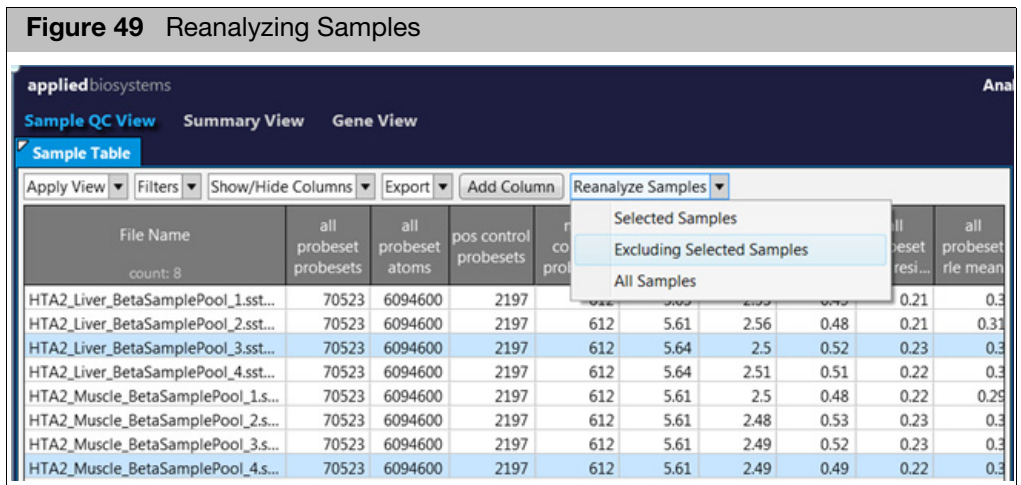 Figure 49 Reanalyzing Samples
appliedbiosystems
Sample QC View Summary View Gene View
Sample Table
Apply View Filters Show/Hide Columns Export Add Column Reanalyze Samples
Selected Samples
Excluding Selected Samples
All Samples
File Name
count: 8
all
probeset
probesets
all
probeset
atoms
pos control
probesets
all
probeset
rle mean
HTA2_Liver_BetaSamplePool_1.sst... 70523 6094600 2197 0.21 0.3
HTA2_Liver_BetaSamplePool_2.sst... 70523 6094600 2197 612 5.61 2.56 0.48 0.21 0.31
HTA2_Liver_BetaSamplePool_3.sst... 70523 6094600 2197 612 5.64 2.5 0.52 0.23 0.3
HTA2_Liver_BetaSamplePool_4.sst... 70523 6094600 2197 612 5.64 2.51 0.51 0.22 0.3
HTA2_Muscle_BetaSamplePool_1.s... 70523 6094600 2197 612 5.61 2.5 0.48 0.22 0.29
HTA2_Muscle_BetaSamplePool_2.s... 70523 6094600 2197 612 5.61 2.48 0.53 0.23 0.3
HTA2_Muscle_BetaSamplePool_3.s... 70523 6094600 2197 612 5.61 2.49 0.52 0.23 0.3
HTA2_Muscle_BetaSamplePool_4.s... 70523 6094600 2197 612 5.61 2.49 0.49 0.22 0.3